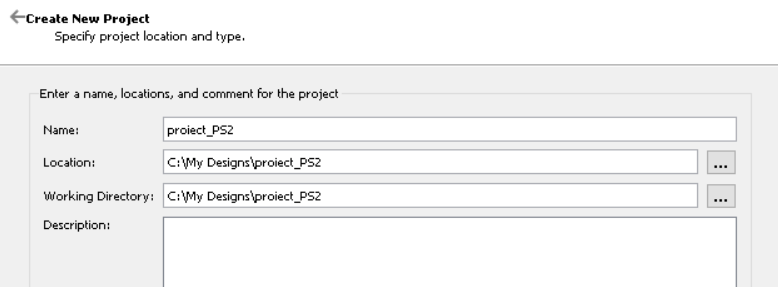 Create New Project
Specify project location and type.
Enter a name, locations, and comment for the project
Name: proiect_PS2
Location: C:\My Designs\proiect_PS2 ...
Working Directory: C:\My Designs\proiect_PS2 ...
Description: